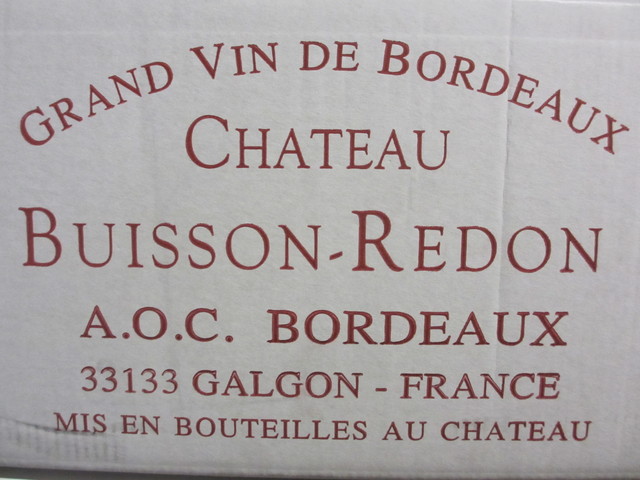 GRAND VIN DE BORDEAUX
CHATEAU
BUISSON-REDON
A.O.C. BORDEAUX
33133 GALGON - FRANCE
MIS EN BOUTEILLES AU CHATEAU